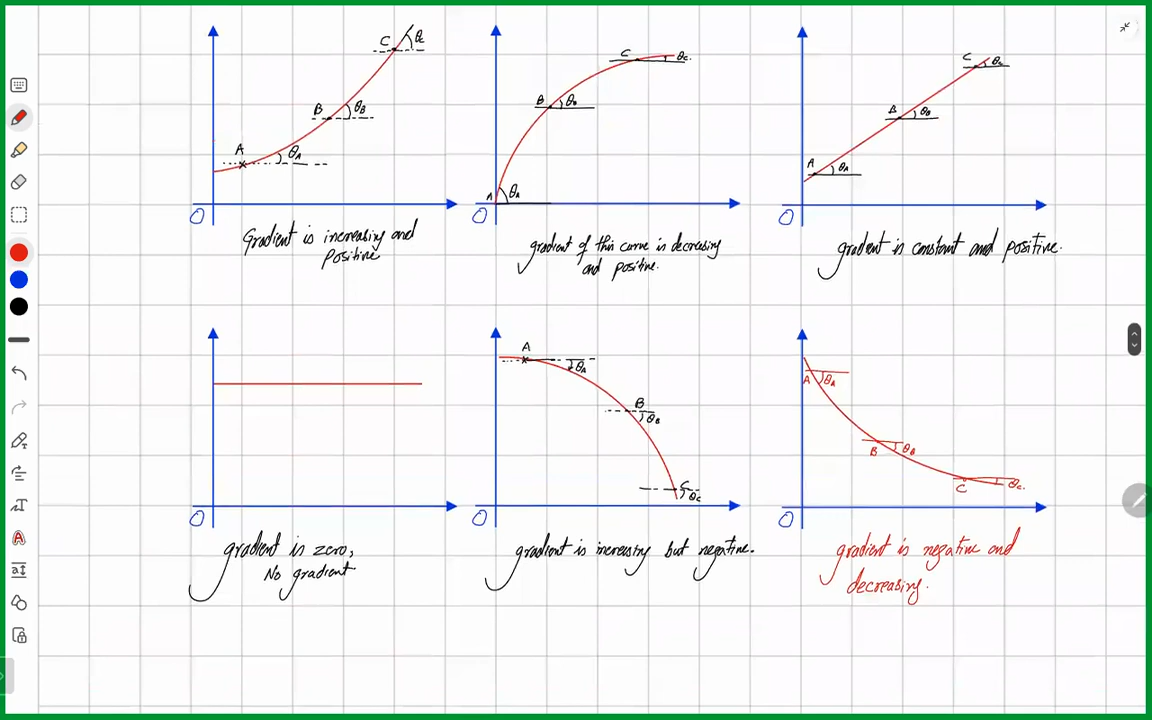 C θc
B θB
A θA
O
Gradient is increasing and
Positive
C θc.
B θB
A θA
O
gradient of this curve is decreasing
and positive.
C θc
B θB
A θA
O
gradient is constant and positive.
O
gradient is zero,
No gradient
A
θA
B
θB
C
θc
O
gradient is increasing but negative.
A θA
B θB
C θc.
O
gradient is negative and
decreasing.